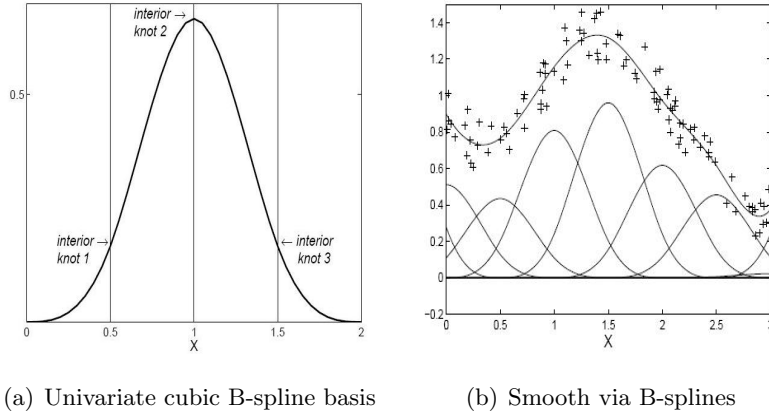 interior →
knot 2
0.5
interior →
knot 1
← interior
knot 3
0
0.5
1
1.5
2
X
1.4
1.2
1
0.8
0.6
0.4
0.2
0
−0.2
0
0.5
1
1.5
2
2.5
3
X
(a) Univariate cubic B-spline basis
(b) Smooth via B-splines